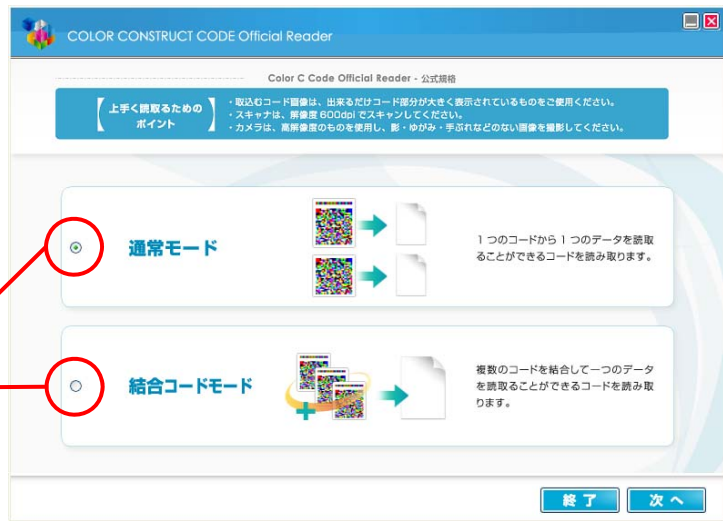 COLOR CONSTRUCT CODE Official Reader
Color C Code Official Reader - 公式規格
上手く読取るための
ポイント
・取込むコード画像は、出来るだけコード部分が大きく表示されているものをご使用ください。
・スキャナは、解像度 600dpi でスキャンしてください。
・カメラは、高解像度のものを使用し、影・ゆがみ・手ぶれなどのない画像を撮影してください。
通常モード
1 つのコードから 1 つのデータを読取
ることができるコードを読み取ります。
結合コードモード
複数のコードを結合して一つのデータ
を読取ることができるコードを読み取
ります。
終了
次へ